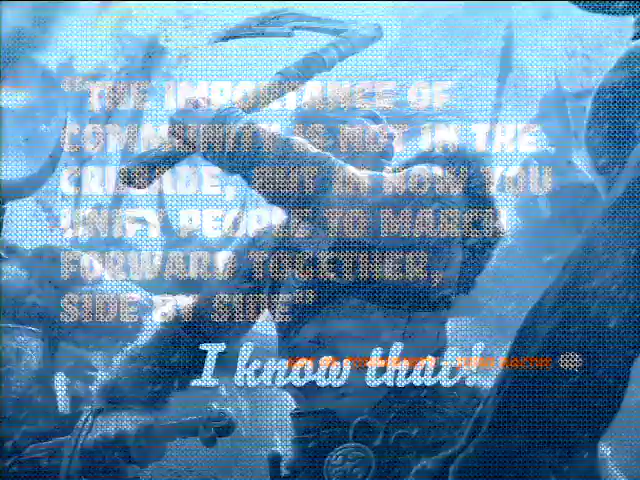 “THE IMPORTANCE OF
COMMUNITY IS NOT IN THE
CRUSADE, BUT IN HOW YOU
UNIFY PEOPLE TO MARCH
FORWARD TOGETHER,
SIDE BY SIDE”
I know that!